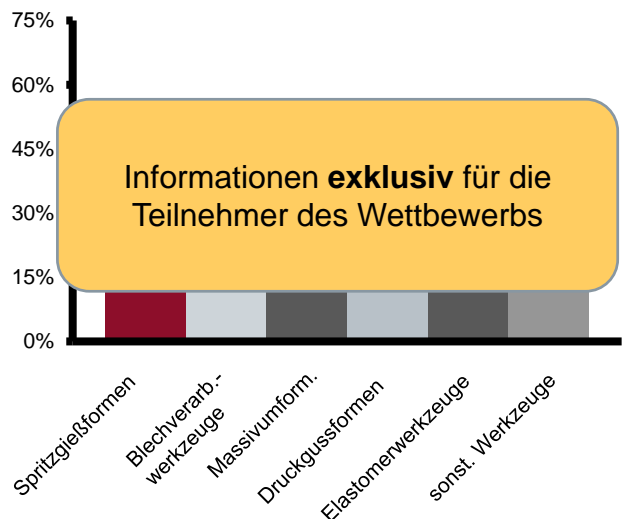 75%
60%
45%
30%
15%
0%
Informationen exklusiv für die
Teilnehmer des Wettbewerbs
Spritzgießformen
Blechverarb.-
werkzeuge
Massivumform.
Druckgussformen
Elastomerwerkzeuge
sonst. Werkzeuge